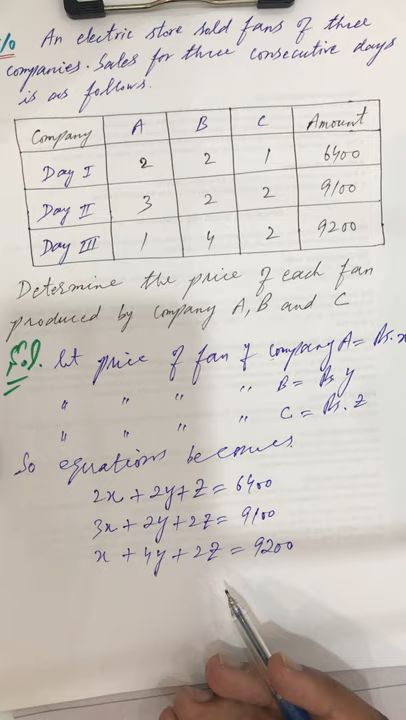 An electric store sold fans of three
companies. Sales for three consecutive days
is as follows.
Company A B C Amount
Day I 2 2 1 6400
Day II 3 2 2 9100
Day III 1 4 2 9200
Determine the price of each fan
produced by company A, B and C
Sol. let price of fan of company A = Rs. x
" " " " B = Rs. y
" " " " C = Rs. z
So equations becomes
2x + 2y + z = 6400
3x + 2y + 2z = 9100
x + 4y + 2z = 9200